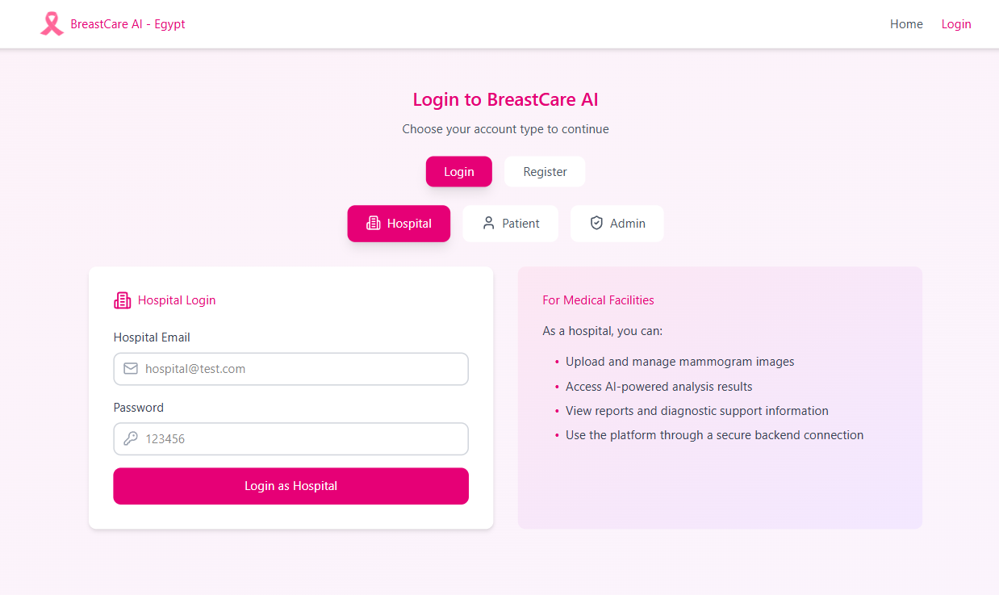 BreastCare AI - Egypt
Home
Login
Login to BreastCare AI
Choose your account type to continue
Login
Register
Hospital
Patient
Admin
Hospital Login
Hospital Email
hospital@test.com
Password
123456
Login as Hospital
For Medical Facilities
As a hospital, you can:
• Upload and manage mammogram images
• Access AI-powered analysis results
• View reports and diagnostic support information
• Use the platform through a secure backend connection